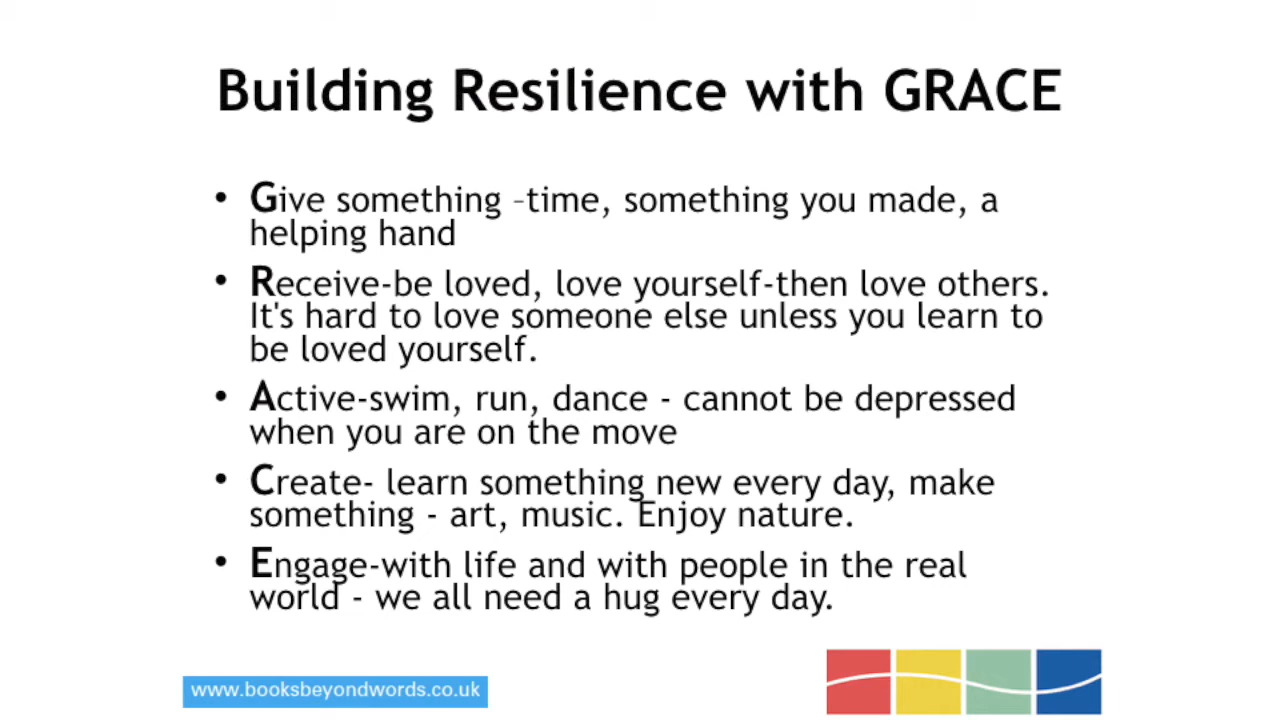 Building Resilience with GRACE
• Give something –time, something you made, a
helping hand
• Receive-be loved, love yourself-then love others.
It's hard to love someone else unless you learn to
be loved yourself.
• Active-swim, run, dance - cannot be depressed
when you are on the move
• Create- learn something new every day, make
something - art, music. Enjoy nature.
• Engage-with life and with people in the real
world - we all need a hug every day.
www.booksbeyondwords.co.uk